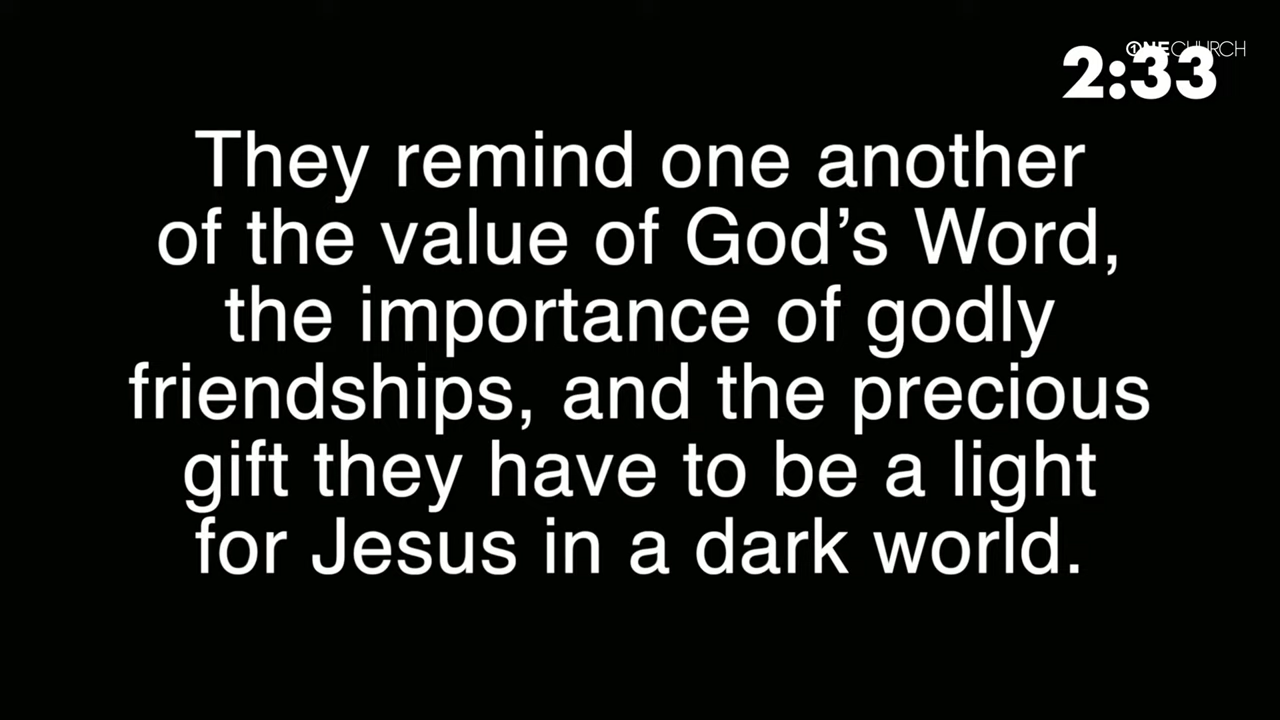 ONECHURCH
2:33
They remind one another
of the value of God’s Word,
the importance of godly
friendships, and the precious
gift they have to be a light
for Jesus in a dark world.